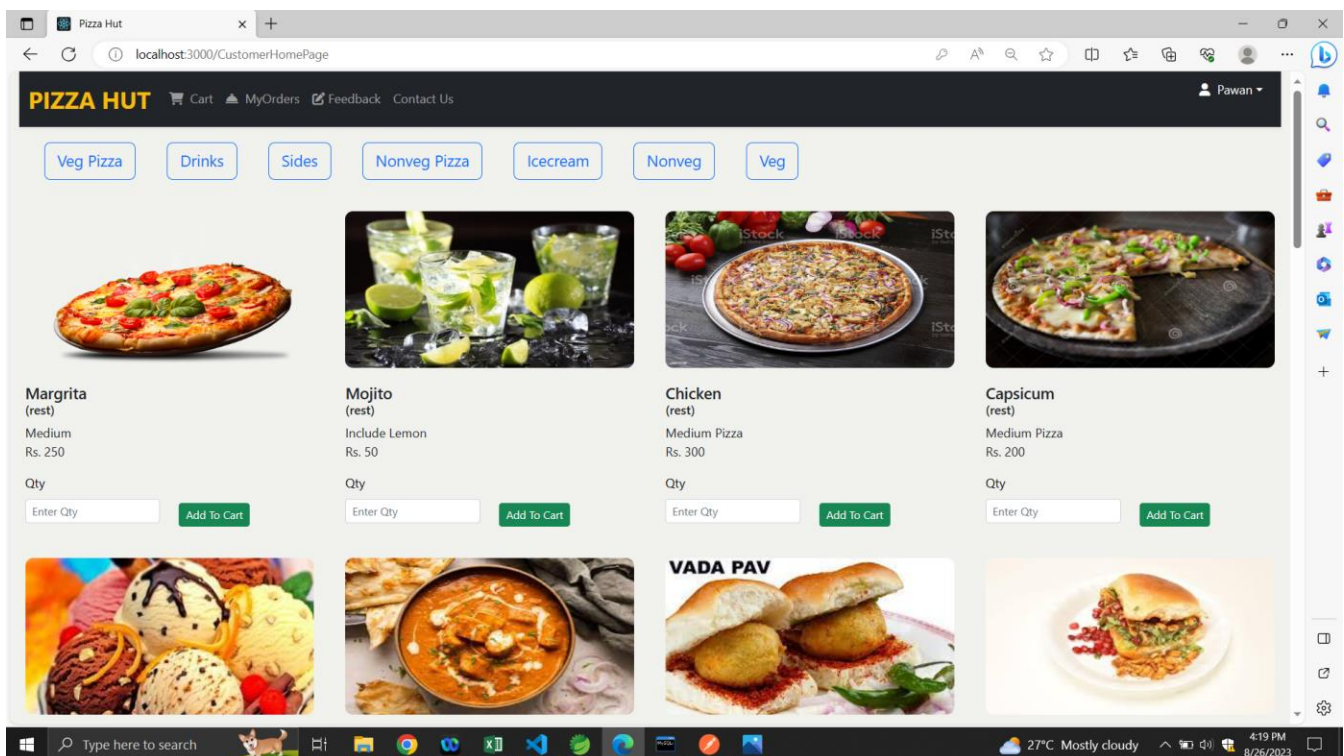 Pizza Hut
localhost:3000/CustomerHomePage
PIZZA HUT Cart MyOrders Feedback Contact Us Pawan
Veg Pizza Drinks Sides Nonveg Pizza Icecream Nonveg Veg
iStock iStock iStock
Margrita Mojito Chicken Capsicum
(rest) (rest) (rest) (rest)
Medium Include Lemon Medium Pizza Medium Pizza
Rs. 250 Rs. 50 Rs. 300 Rs. 200
Qty Qty Qty Qty
Enter Qty Add To Cart Enter Qty Add To Cart Enter Qty Add To Cart Enter Qty Add To Cart
VADA PAV
Type here to search 27°C Mostly cloudy 4:19 PM
8/26/2023